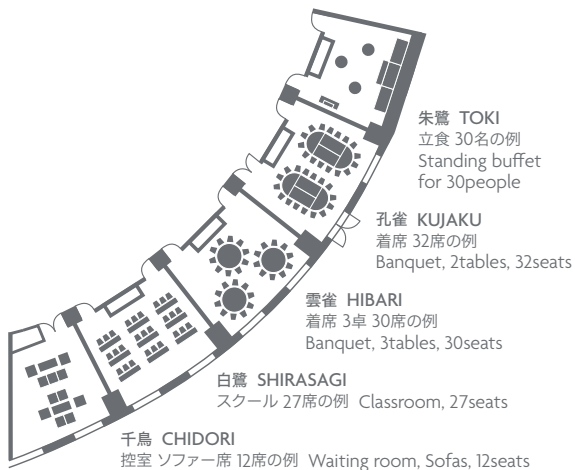 朱鷺 TOKI
立食 30名の例
Standing buffet
for 30people
孔雀 KUJAKU
着席 32席の例
Banquet, 2tables, 32seats
雲雀 HIBARI
着席 3卓 30席の例
Banquet, 3tables, 30seats
白鷺 SHIRASAGI
スクール 27席の例 Classroom, 27seats
千鳥 CHIDORI
控室 ソファー席 12席の例 Waiting room, Sofas, 12seats